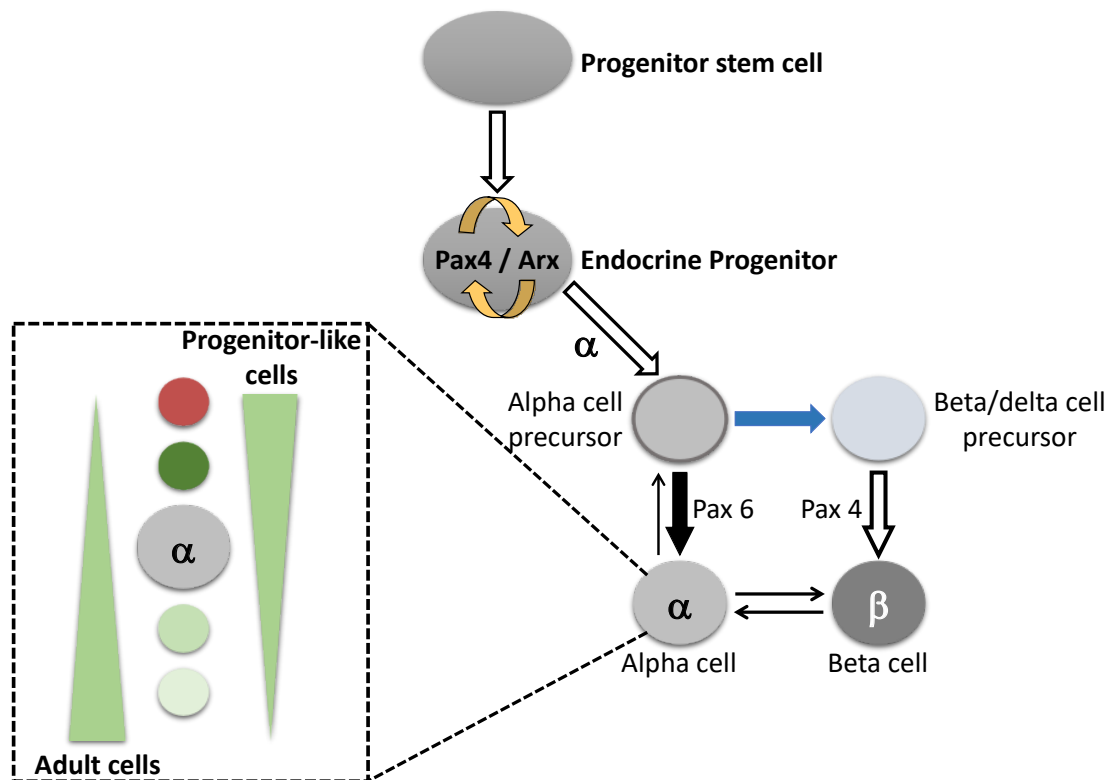 Progenitor stem cell
Pax4 / Arx
Endocrine Progenitor
α
Progenitor-like
cells
Alpha cell
precursor
Beta/delta cell
precursor
Pax 6
Pax 4
α
α
β
Alpha cell
Beta cell
Adult cells